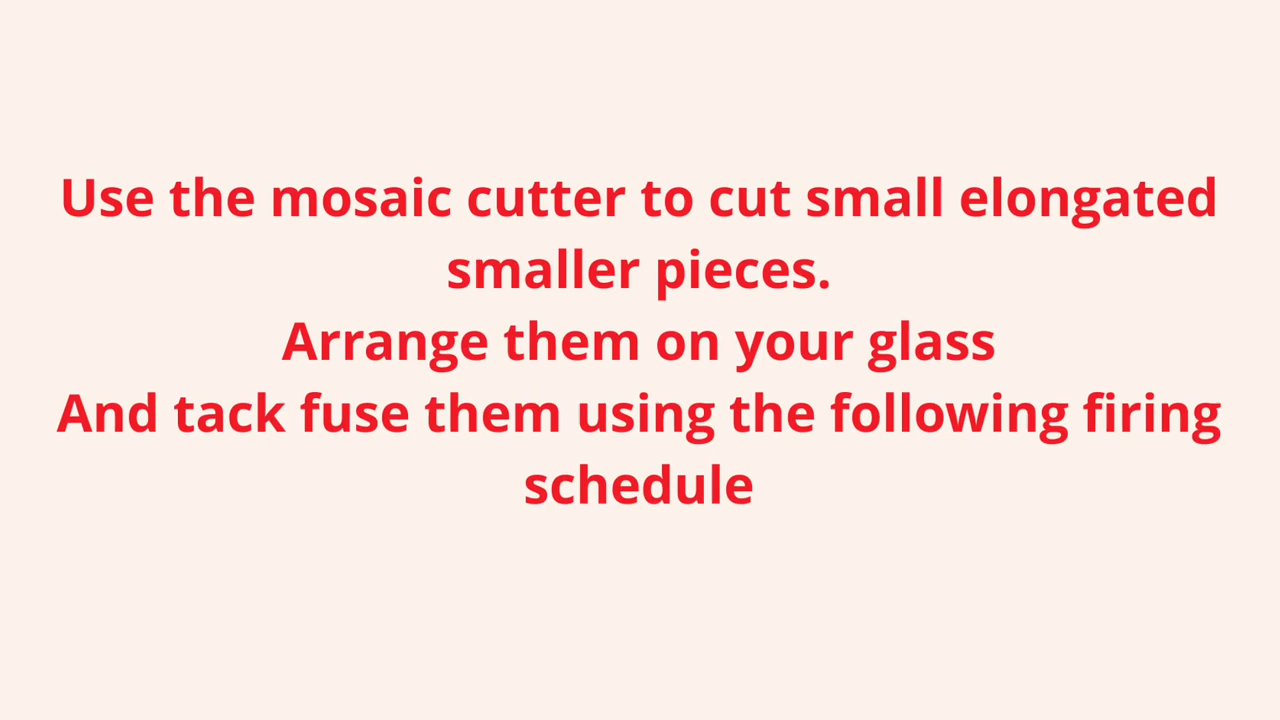 Use the mosaic cutter to cut small elongated
smaller pieces.
Arrange them on your glass
And tack fuse them using the following firing
schedule